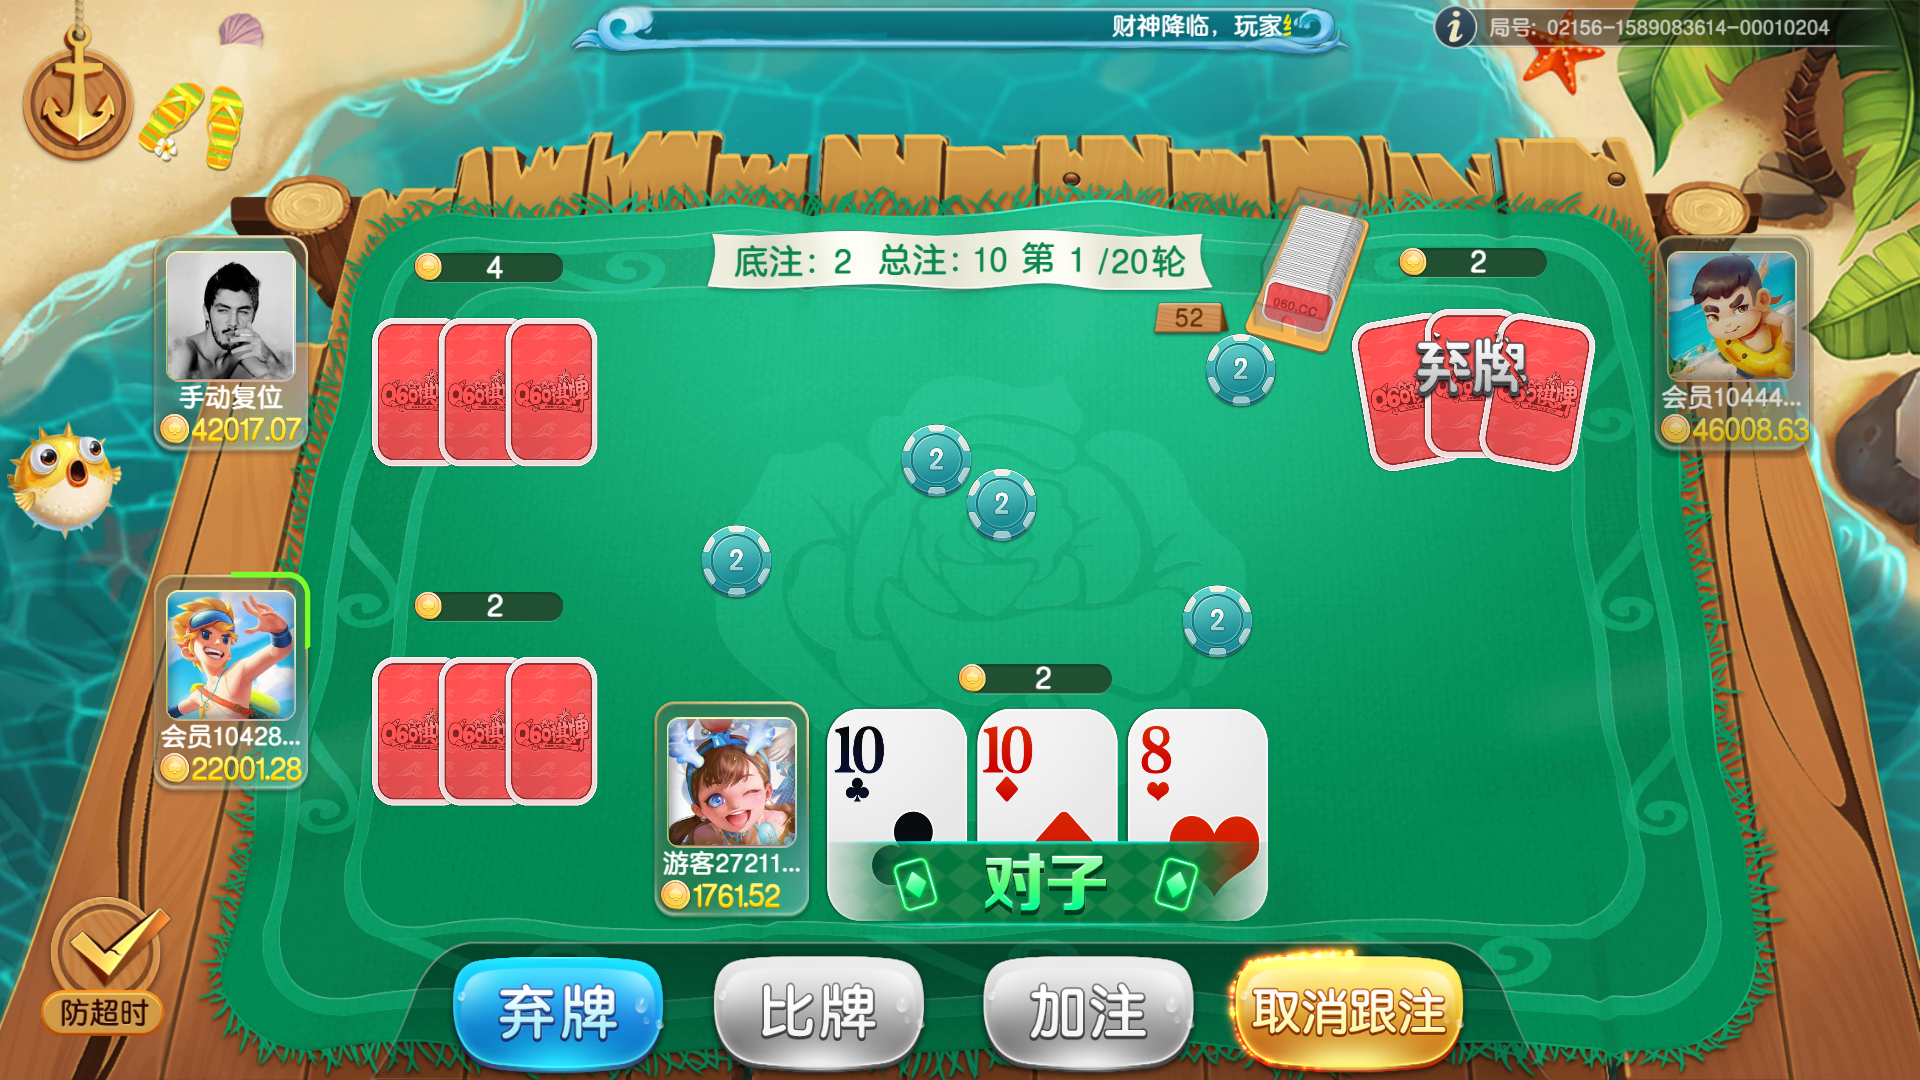 财神降临，玩家
局号: 02156-1589083614-00010204
底注: 2 总注: 10 第 1 /20轮
4
2
52
060.CC
2
弃牌
手动复位
42017.07
会员10444...
46008.63
2
2
2
2
2
会员10428...
22001.28
2
游客27211...
1761.52
10
10
8
对子
防超时
弃牌
比牌
加注
取消跟注